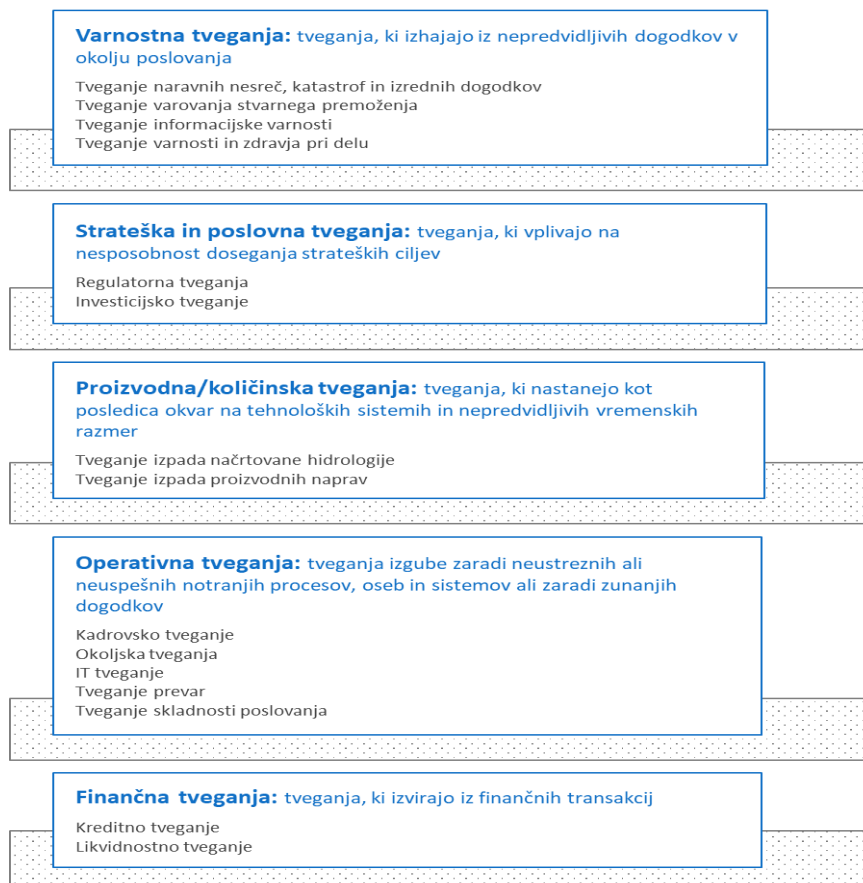 Varnostna tveganja: tveganja, ki izhajajo iz nepredvidljivih dogodkov v
okolju poslovanja
Tveganje naravnih nesreč, katastrof in izrednih dogodkov
Tveganje varovanja stvarnega premoženja
Tveganje informacijske varnosti
Tveganje varnosti in zdravja pri delu
Strateška in poslovna tveganja: tveganja, ki vplivajo na
nesposobnost doseganja strateških ciljev
Regulatorna tveganja
Investicijsko tveganje
Proizvodna/količinska tveganja: tveganja, ki nastanejo kot
posledica okvar na tehnoloških sistemih in nepredvidljivih vremenskih
razmer
Tveganje izpada načrtovane hidrologije
Tveganje izpada proizvodnih naprav
Operativna tveganja: tveganja izgube zaradi neustreznih ali
neuspešnih notranjih procesov, oseb in sistemov ali zaradi zunanjih
dogodkov
Kadrovsko tveganje
Okoljska tveganja
IT tveganje
Tveganje prevar
Tveganje skladnosti poslovanja
Finančna tveganja: tveganja, ki izvirajo iz finančnih transakcij
Kreditno tveganje
Likvidnostno tveganje